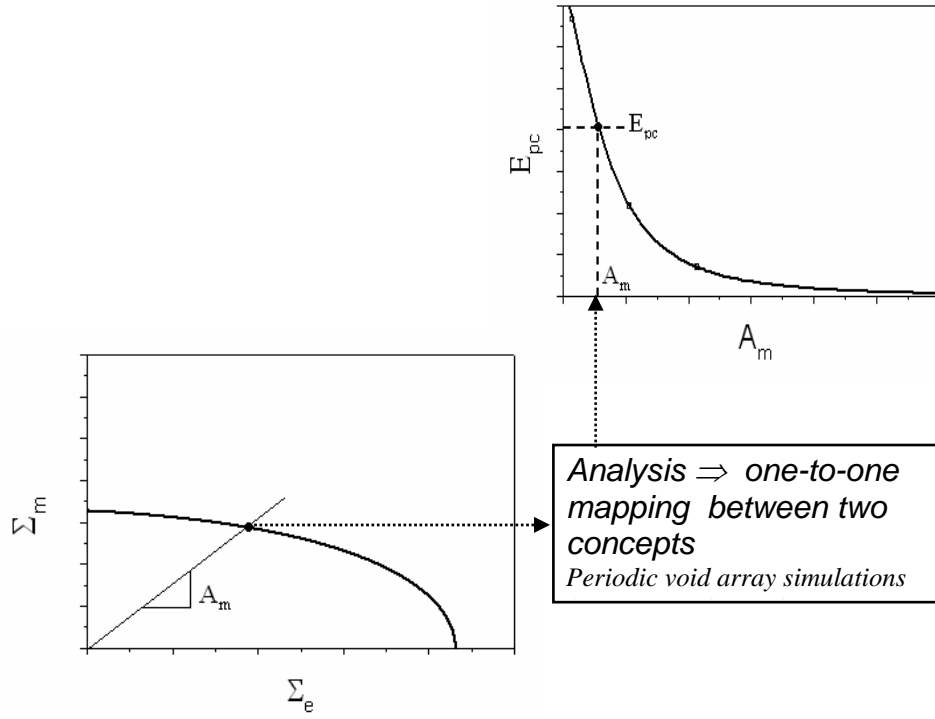 E_pc
E_pc
A_m
A_m
Σ_m
A_m
Σ_e
Analysis ⇒ one-to-one
mapping between two
concepts
Periodic void array simulations